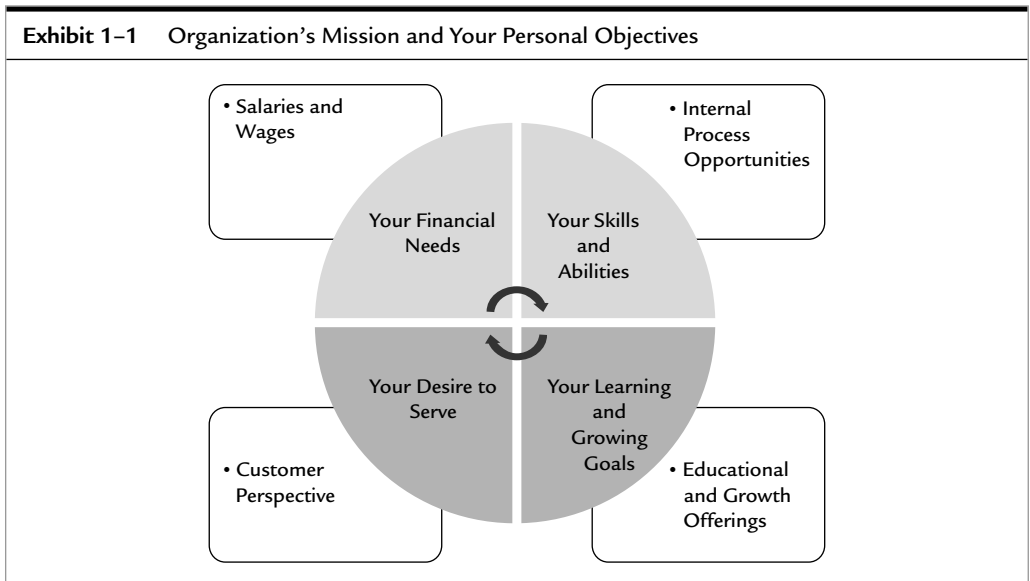 Exhibit 1–1 Organization's Mission and Your Personal Objectives
• Salaries and
Wages
• Internal
Process
Opportunities
Your Financial
Needs
Your Skills
and
Abilities
Your Desire to
Serve
Your Learning
and
Growing
Goals
• Customer
Perspective
• Educational
and Growth
Offerings